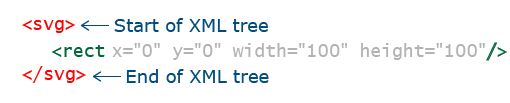 <svg> ← Start of XML tree
<rect x="0" y="0" width="100" height="100"/>
</svg> ← End of XML tree